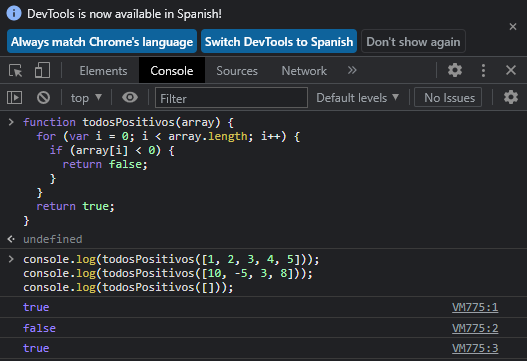 DevTools is now available in Spanish!
Always match Chrome's language Switch DevTools to Spanish Don't show again
Elements Console Sources Network »
top Filter Default levels No Issues
function todosPositivos(array) {
for (var i = 0; i < array.length; i++) {
if (array[i] < 0) {
return false;
}
}
return true;
}
undefined
console.log(todosPositivos([1, 2, 3, 4, 5]));
console.log(todosPositivos([10, -5, 3, 8]));
console.log(todosPositivos([]));
true VM775:1
false VM775:2
true VM775:3